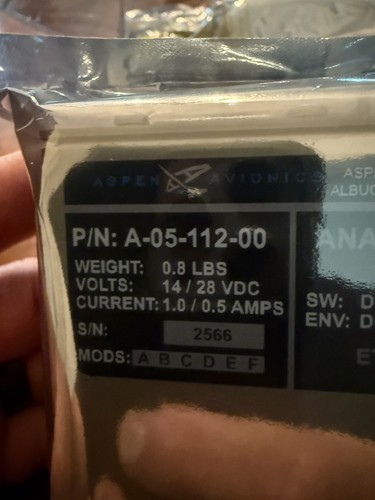 ASPEN AVIONICS
ASP
ALBUQ
P/N: A-05-112-00
ANA
WEIGHT: 0.8 LBS
VOLTS: 14 / 28 VDC
CURRENT: 1.0 / 0.5 AMPS
SW: D
ENV: D
S/N: 2566
E
MODS: A B C D E F